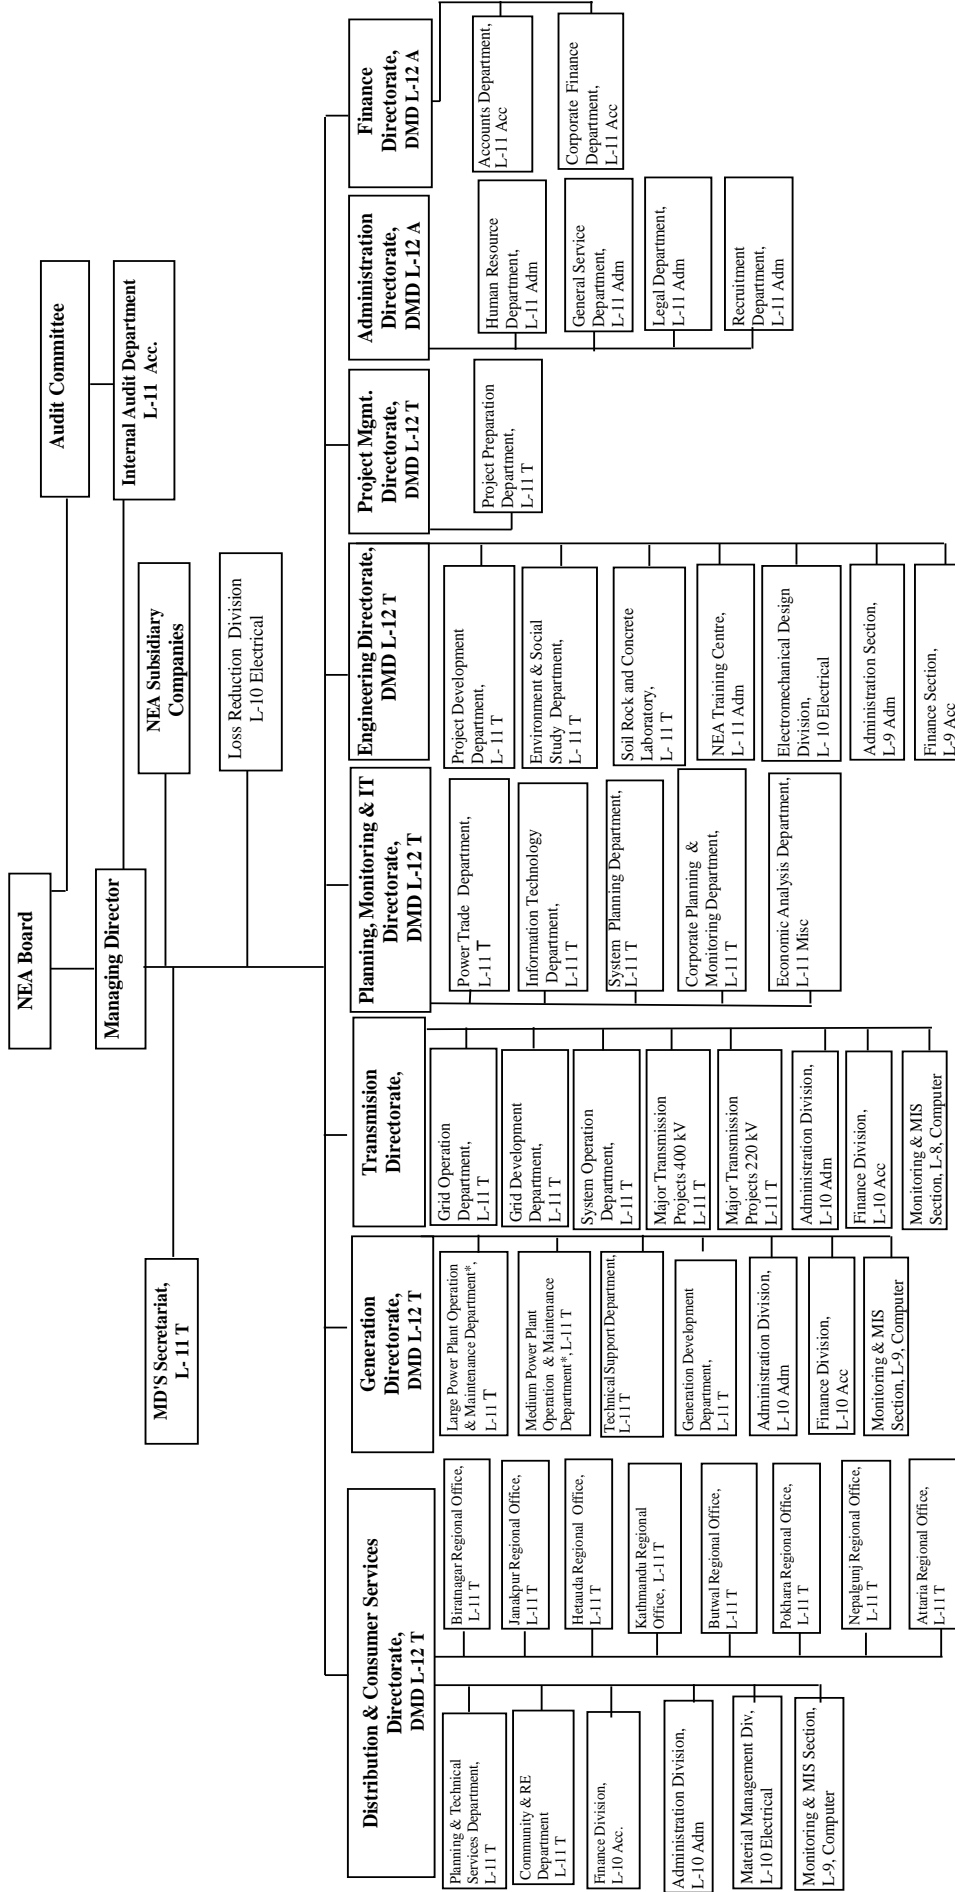 NEA Board
Audit Committee
Managing Director
Internal Audit Department
L-11 Acc.
MD'S Secretariat,
L- 11 T
NEA Subsidiary
Companies
Loss Reduction Division
L-10 Electrical
Distribution & Consumer Services
Directorate,
DMD L-12 T
Planning & Technical
Services Department,
L-11 T
Community & RE
Department
L-11 T
Finance Division,
L-10 Acc.
Administration Division,
L-10 Adm
Material Management Div,
L-10 Electrical
Monitoring & MIS Section,
L-9, Computer
Biratnagar Regional Office,
L-11 T
Janakpur Regional Office,
L-11 T
Hetauda Regional Office,
L-11 T
Kathmandu Regional
Office, L-11 T
Butwal Regional Office,
L-11 T
Pokhara Regional Office,
L-11 T
Nepalgunj Regional Office,
L-11 T
Attaria Regional Office,
L-11 T
Generation
Directorate,
DMD L-12 T
Large Power Plant Operation
& Maintenance Department*,
L-11 T
Medium Power Plant
Operation & Maintenance
Department*, L-11 T
Technical Support Department,
L-11 T
Generation Development
Department,
L-11 T
Administration Division,
L-10 Adm
Finance Division,
L-10 Acc
Monitoring & MIS
Section, L-9, Computer
Transmision
Directorate,
Grid Operation
Department,
L-11 T
Grid Development
Department,
L-11 T
System Operation
Department,
L-11 T
Major Transmission
Projects 400 kV
L-11 T
Major Transmission
Projects 220 kV
L-11 T
Administration Division,
L-10 Adm
Finance Division,
L-10 Acc
Monitoring & MIS
Section, L-8, Computer
Planning, Monitoring & IT
Directorate,
DMD L-12 T
Power Trade Department,
L-11 T
Information Technology
Department,
L-11 T
System Planning Department,
L-11 T
Corporate Planning &
Monitoring Department,
L-11 T
Economic Analysis Department,
L-11 Misc
Engineering Directorate,
DMD L-12 T
Project Development
Department,
L- 11 T
Environment & Social
Study Department,
L- 11 T
Soil Rock and Concrete
Laboratory,
L- 11 T
NEA Training Centre,
L- 11 Adm
Electromechanical Design
Division,
L- 10 Electrical
Administration Section,
L-9 Adm
Finance Section,
L-9 Acc
Project Mgmt.
Directorate,
DMD L-12 T
Project Preparation
Department,
L-11 T
Administration
Directorate,
DMD L-12 A
Human Resource
Department,
L-11 Adm
General Service
Department,
L-11 Adm
Legal Department,
L-11 Adm
Recruitment
Department,
L-11 Adm
Finance
Directorate,
DMD L-12 A
Accounts Department,
L-11 Acc
Corporate Finance
Department,
L-11 Acc